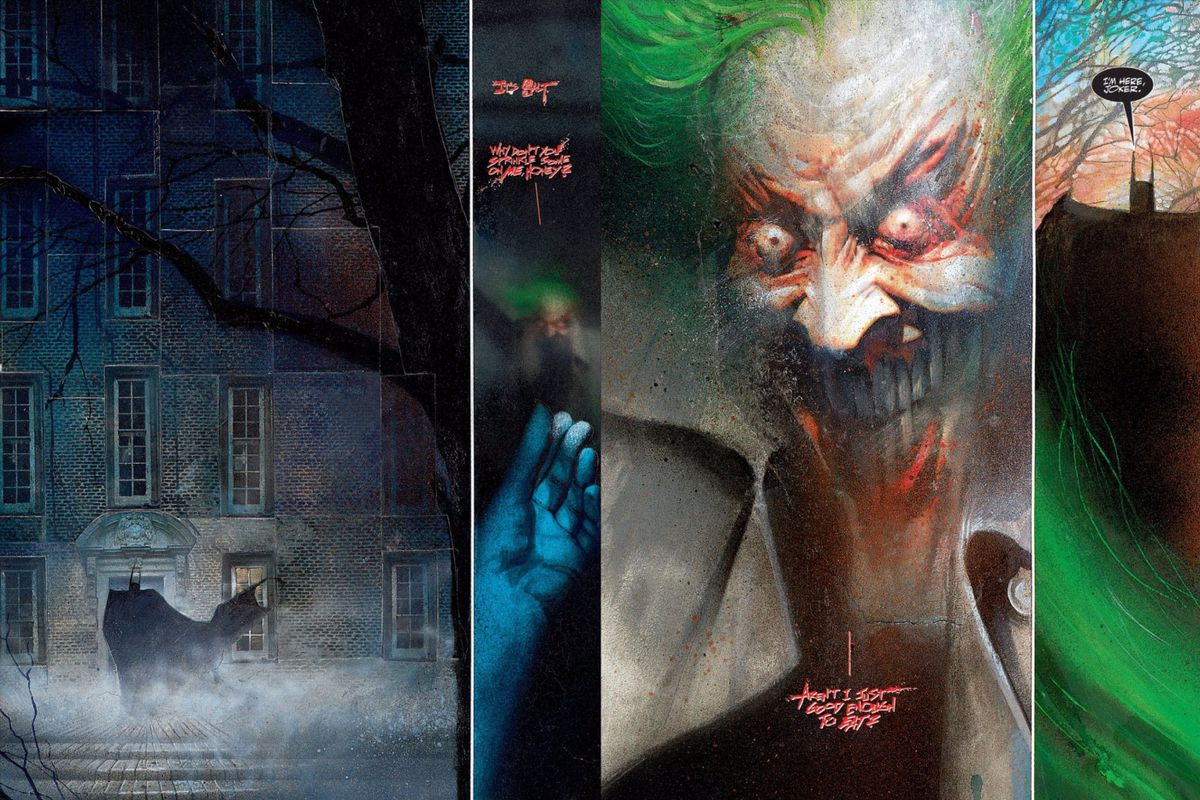 IT'S SALT
WHY DON'T YOU
SPRINKLE SOME
ON ME, HONEY?
AREN'T I JUST
GOOD ENOUGH
TO EAT?
I'M HERE,
JOKER.